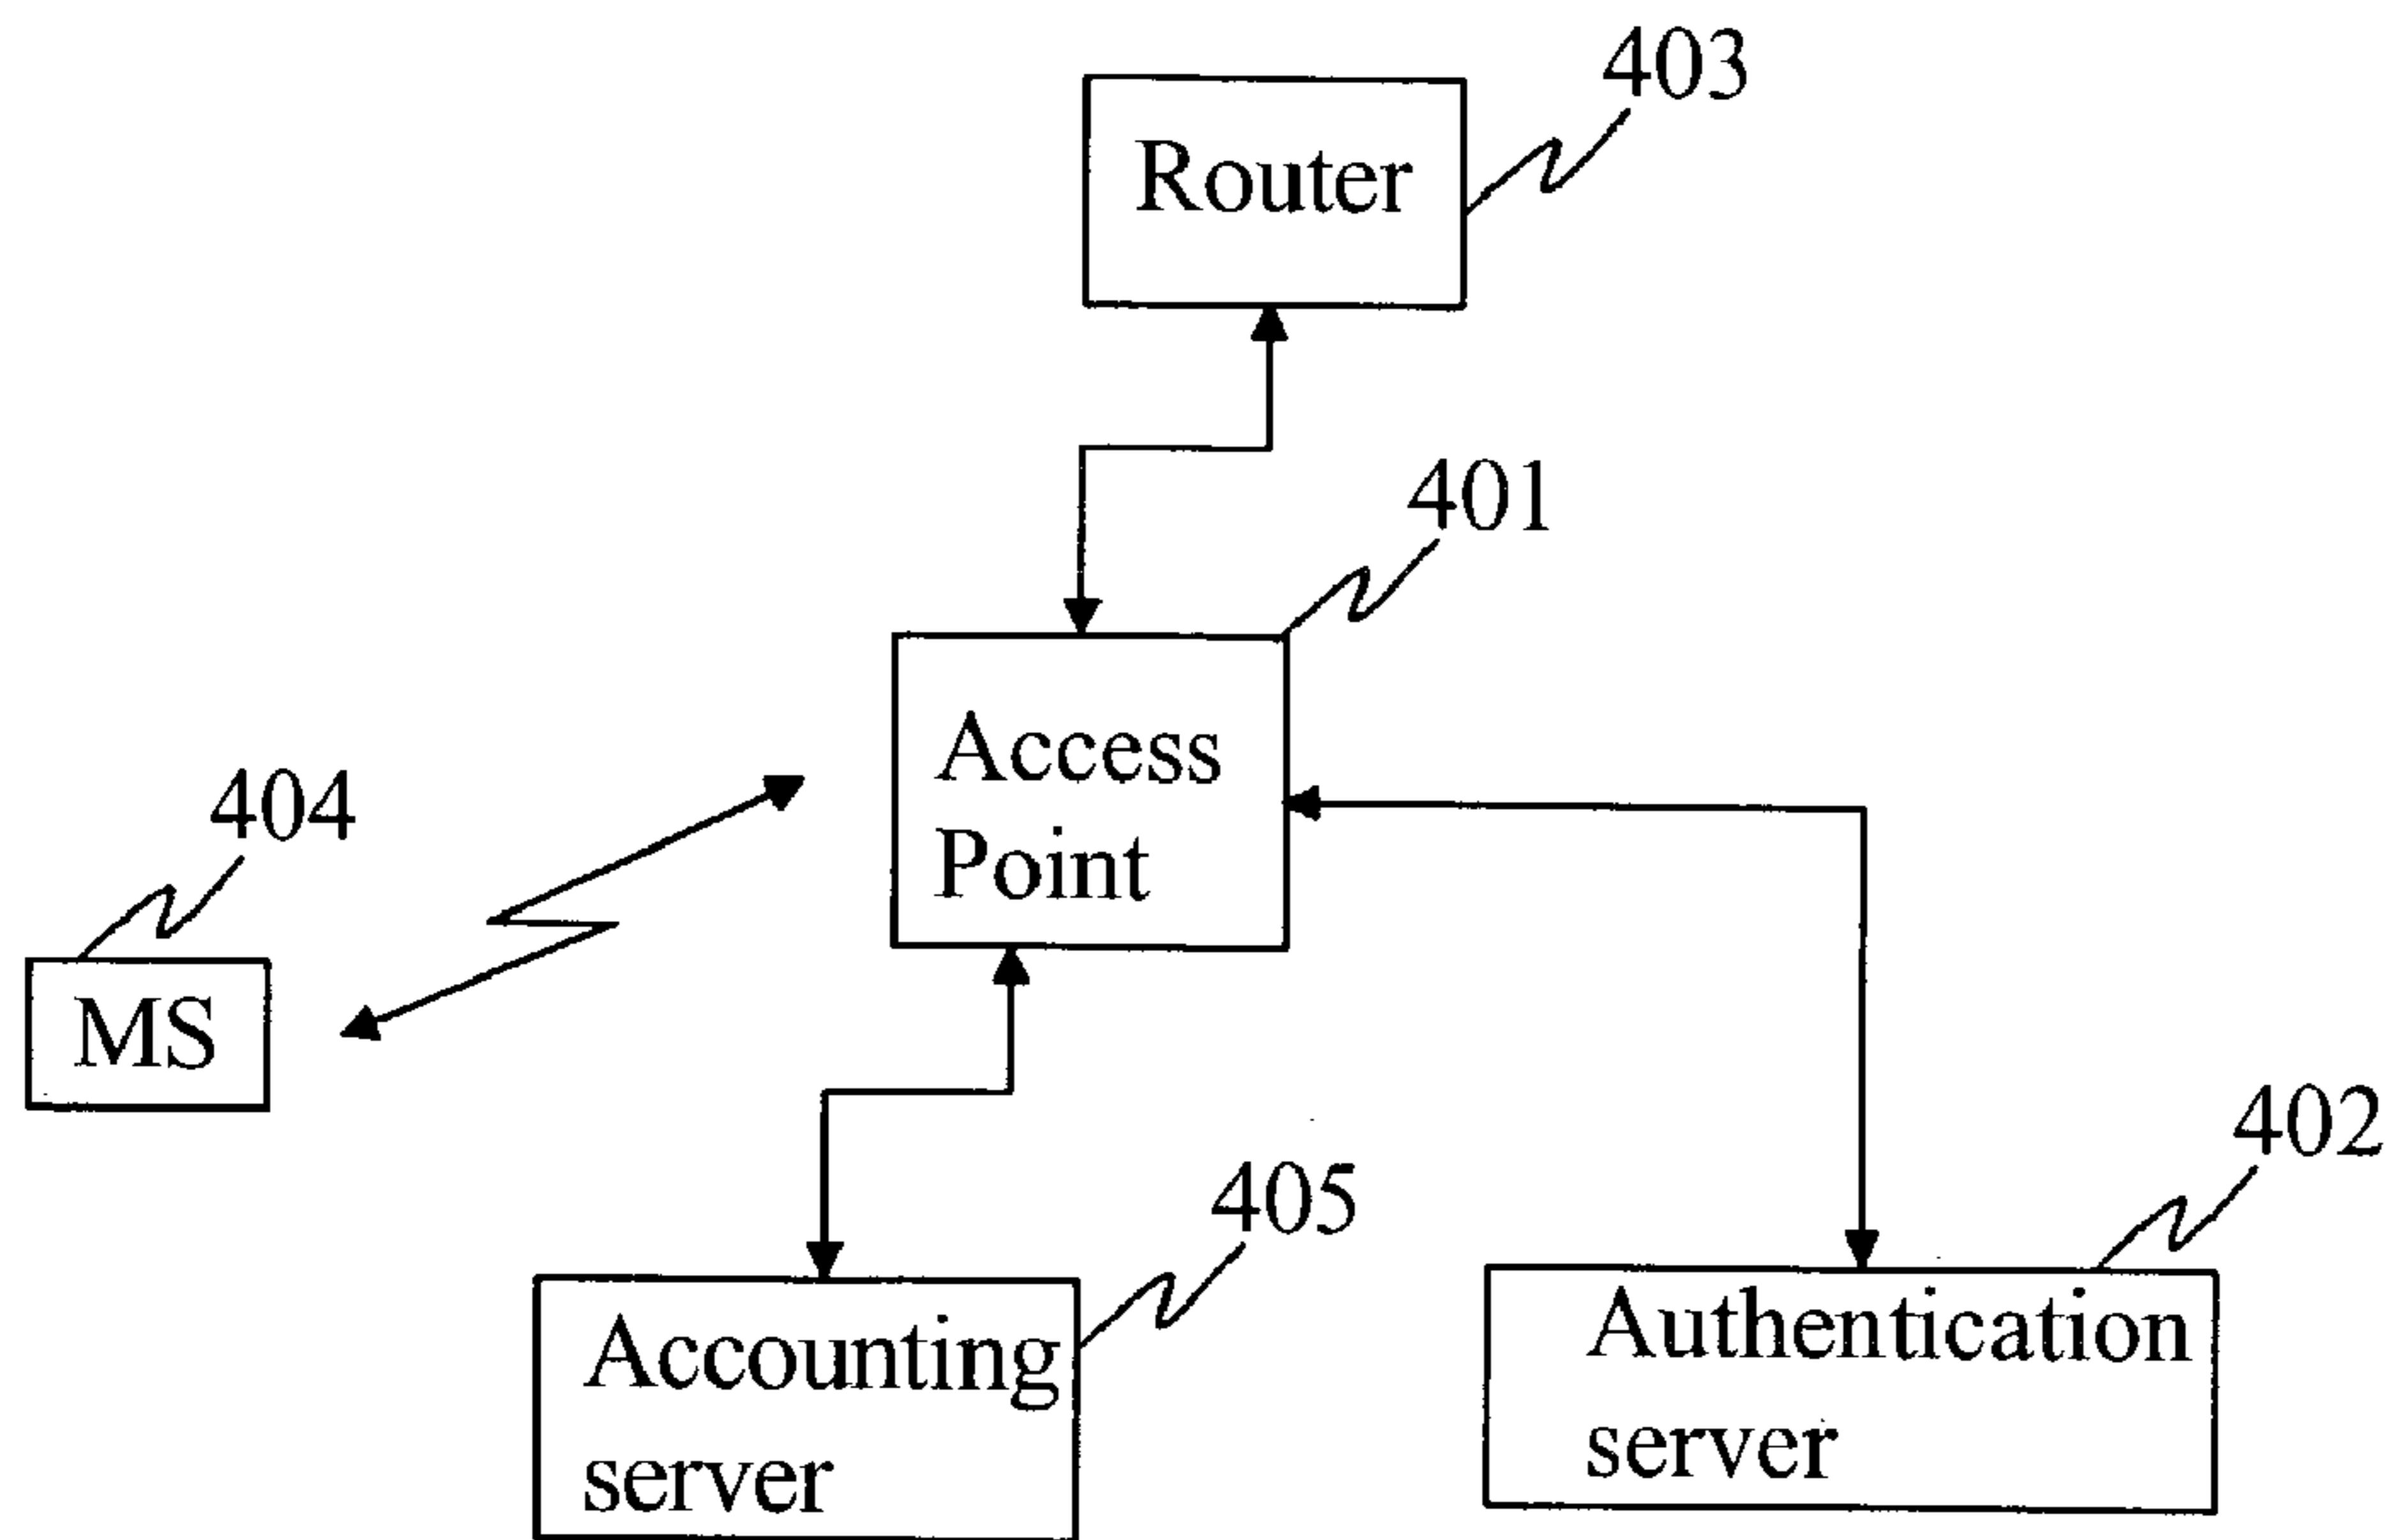 403
Router
401
Access
Point
404
MS
402
405
Accounting
server
Authentication
server